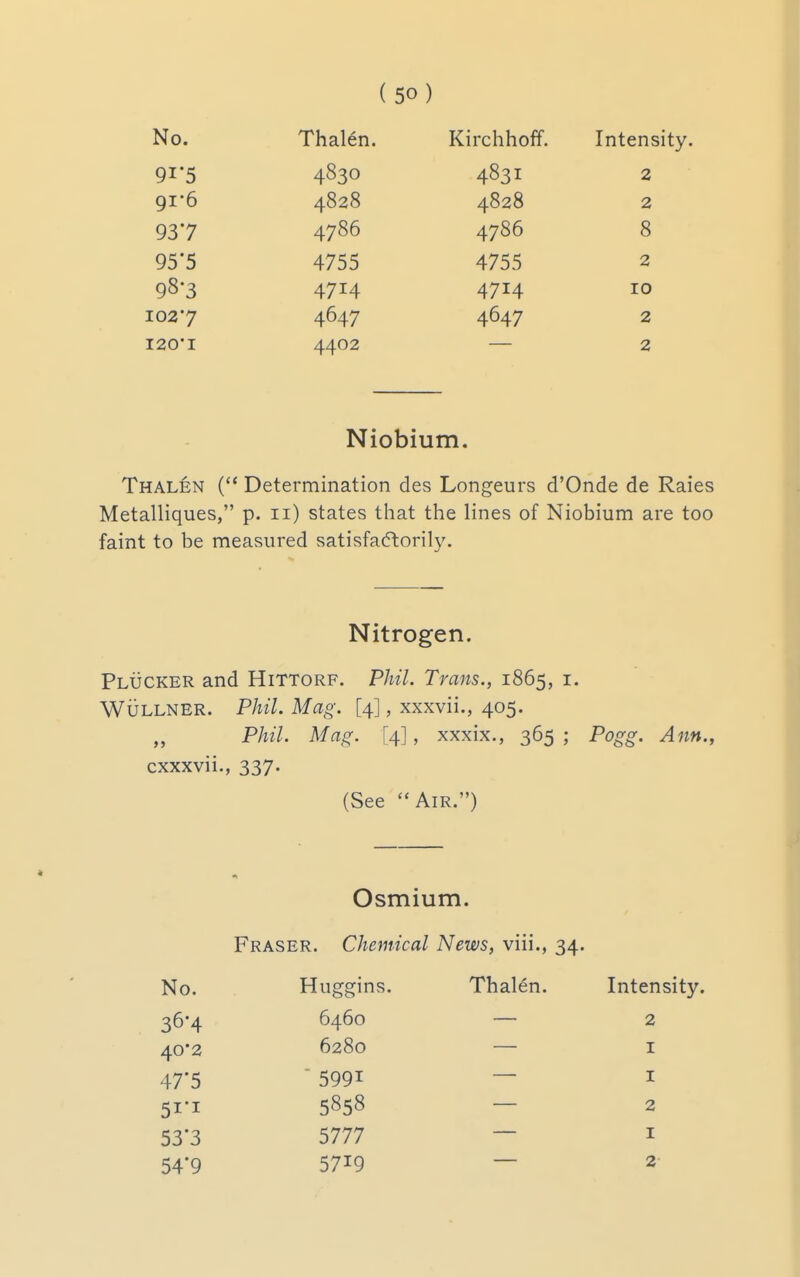 ( 50 )
No. Thalén. Kirchhoff. Intensity.
91·5 4830 4831 2
91·6 4828 4828 2
93·7 4786 4786 8
95·5 4755 4755 2
98·3 4714 4714 10
102·7 4647 4647 2
120·1 4402 — 2
Niobium.
Thalén (“ Determination des Longeurs d’Onde de Raies
Metalliques,” p. 11) states that the lines of Niobium are too
faint to be measured satisfactorily.
Nitrogen.
Plücker and Hittorf. Phil. Trans., 1865, 1.
Wüllner. Phil. Mag. [4] , xxxvii., 405.
„ Phil. Mag. [4] , xxxix., 365 ; Pogg. Ann.,
cxxxvii., 337.
(See “ Air.”)
Osmium.
Fraser. Chemical News, viii., 34.
No. Huggins. Thalén. Intensity.
36·4 6460 — 2
40·2 6280 — 1
47·5 5991 — 1
51·1 5858 — 2
53·3 5777 — 1
54·9 5719 — 2